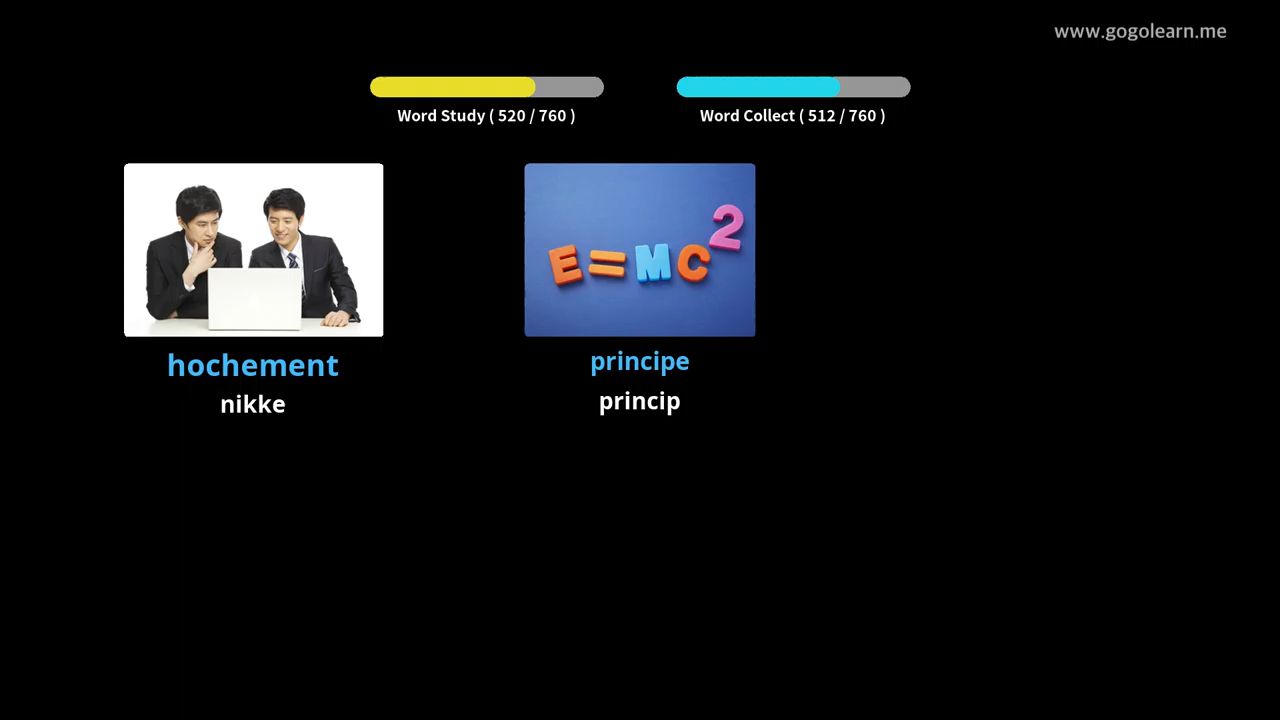 www.gogolearn.me
Word Study ( 520 / 760 )
Word Collect ( 512 / 760 )
E=MC2
hochement
nikke
principe
princip